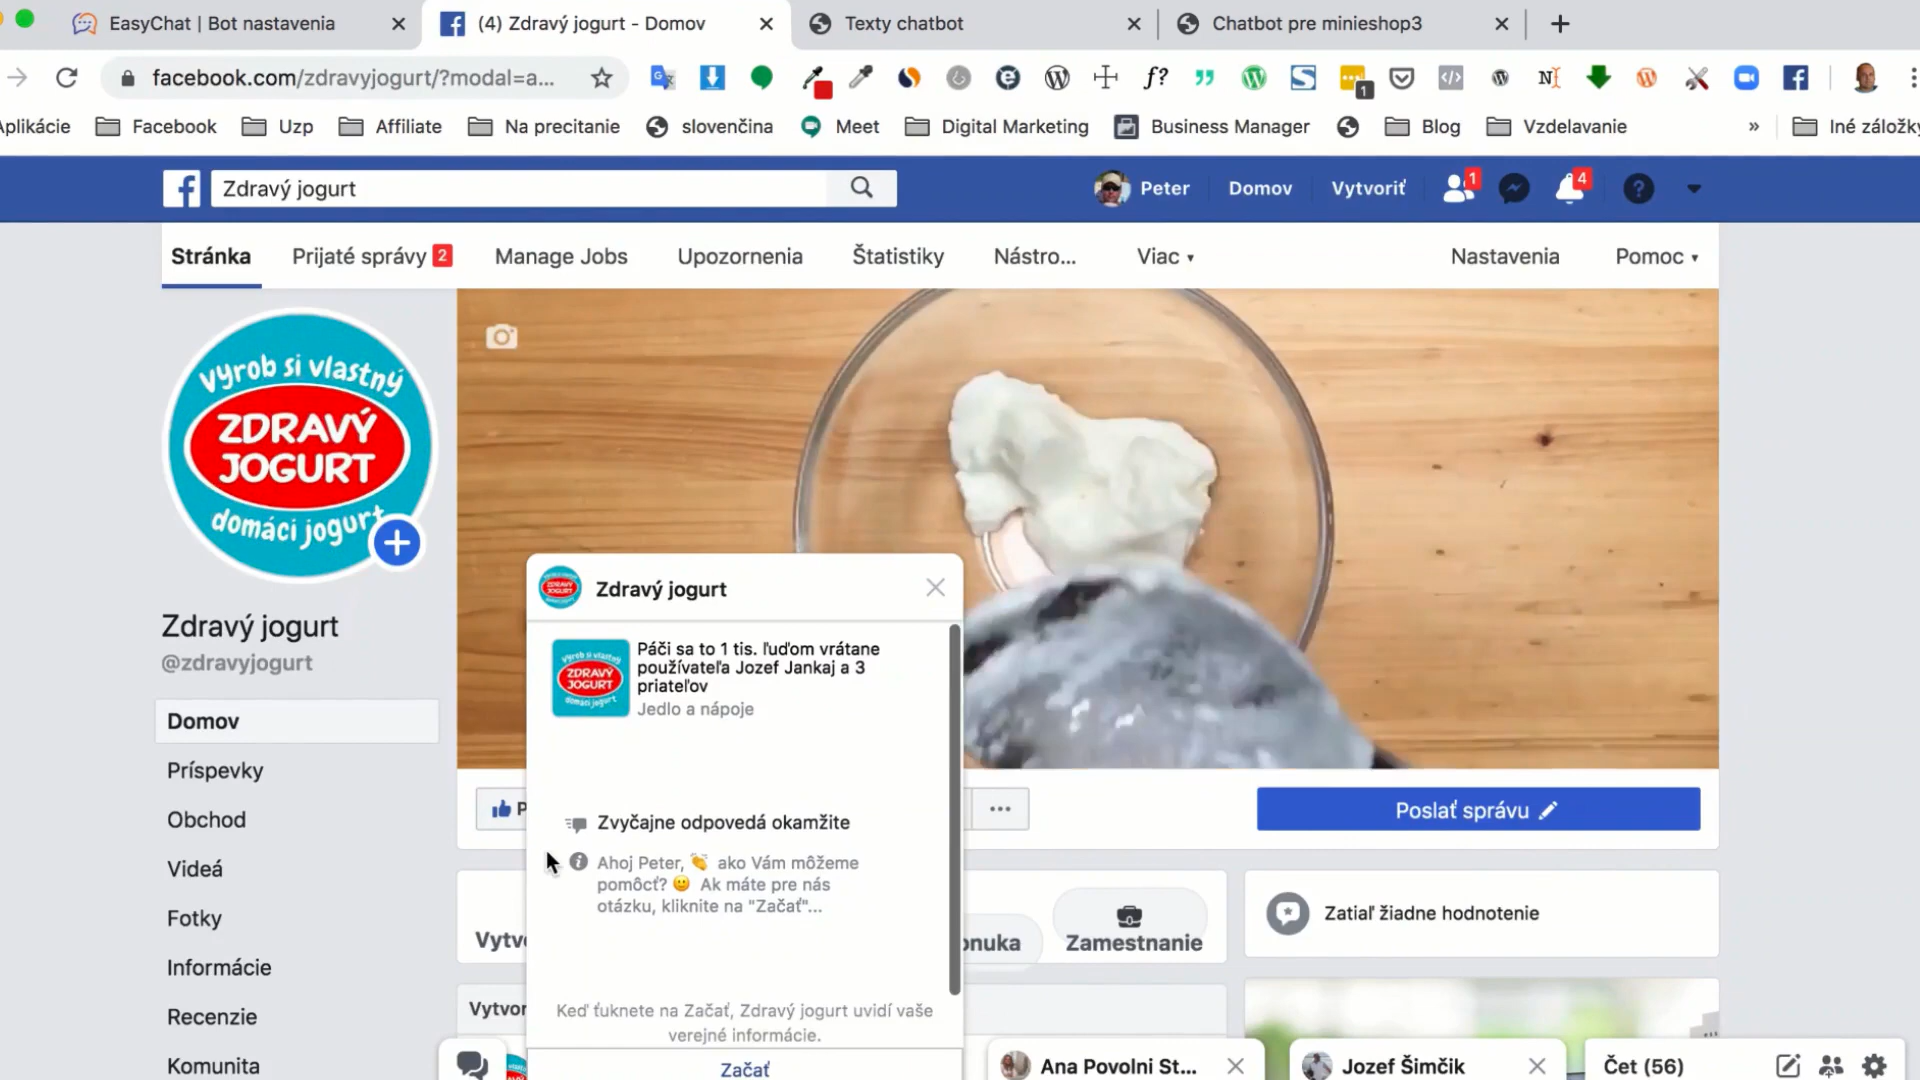 EasyChat | Bot nastavenia
(4) Zdravý jogurt - Domov
Texty chatbot
Chatbot pre minieshop3
facebook.com/zdravyjogurt/?modal=a...
plikácie
Facebook
Uzp
Affiliate
Na precitanie
slovenčina
Meet
Digital Marketing
Business Manager
Blog
Vzdelavanie
»
Iné záložky
Zdravý jogurt
Peter
Domov
Vytvoriť
1
4
Stránka
Prijaté správy 2
Manage Jobs
Upozornenia
Štatistiky
Nástro...
Viac
Nastavenia
Pomoc
Vyrob si vlastný
ZDRAVÝ
JOGURT
domáci jogurt
Zdravý jogurt
@zdravyjogurt
Domov
Príspevky
Obchod
Videá
Fotky
Informácie
Recenzie
Komunita
Zdravý jogurt
Páči sa to 1 tis. ľuďom vrátane
používateľa Jozef Jankaj a 3
priateľov
Jedlo a nápoje
Zvyčajne odpovedá okamžite
Ahoj Peter, 👏 ako Vám môžeme
pomôcť? 🙂 Ak máte pre nás
otázku, kliknite na "Začať"...
Keď ťuknete na Začať, Zdravý jogurt uvidí vaše
verejné informácie.
Začať
Poslať správu
Vytvo
onuka
Zamestnanie
Zatiaľ žiadne hodnotenie
Vytvor
Ana Povolni St...
Jozef Šimčik
Čet (56)